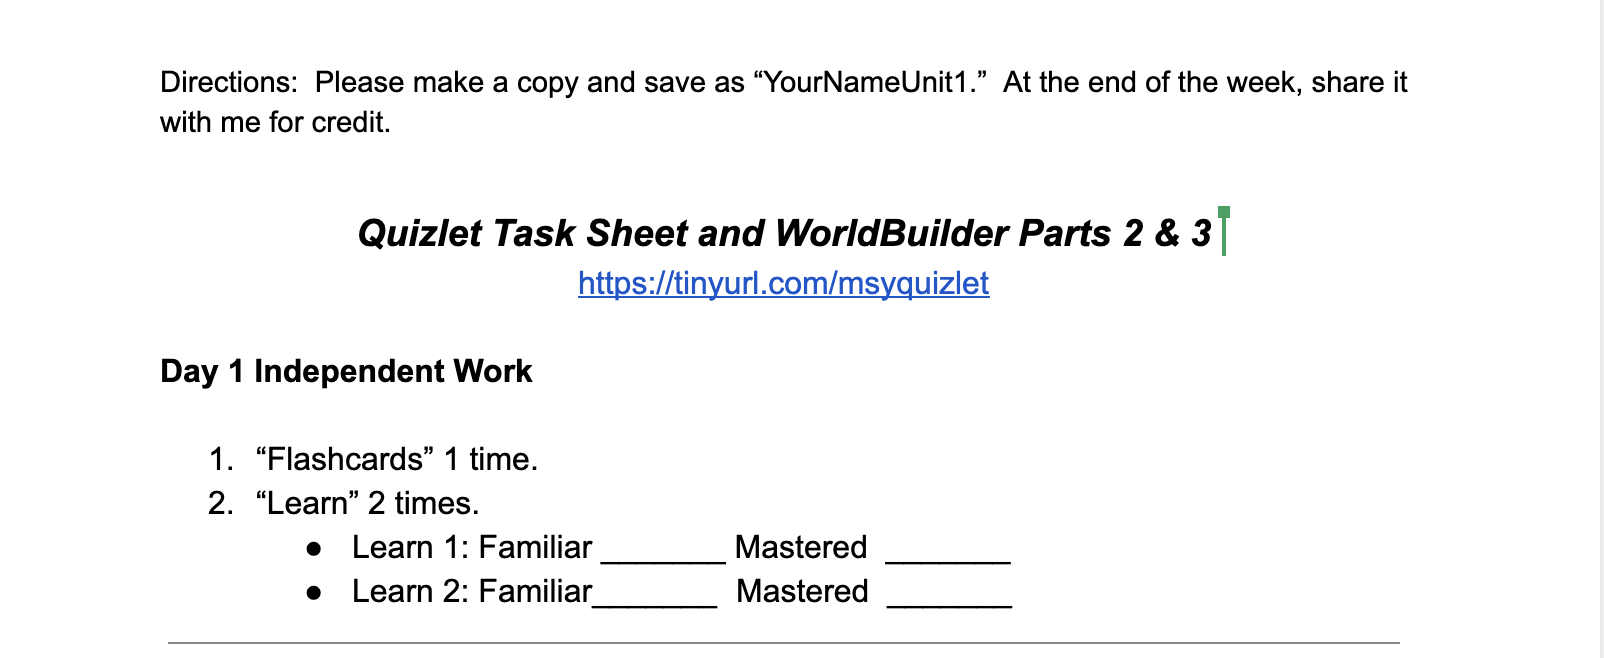 Directions:  Please make a copy and save as “YourNameUnit1.”  At the end of the week, share it
with me for credit.
Quizlet Task Sheet and WorldBuilder Parts 2 & 3
https://tinyurl.com/msyquizlet
Day 1 Independent Work
1. “Flashcards” 1 time.
2. “Learn” 2 times.
● Learn 1: Familiar _______ Mastered _______
● Learn 2: Familiar_______ Mastered _______